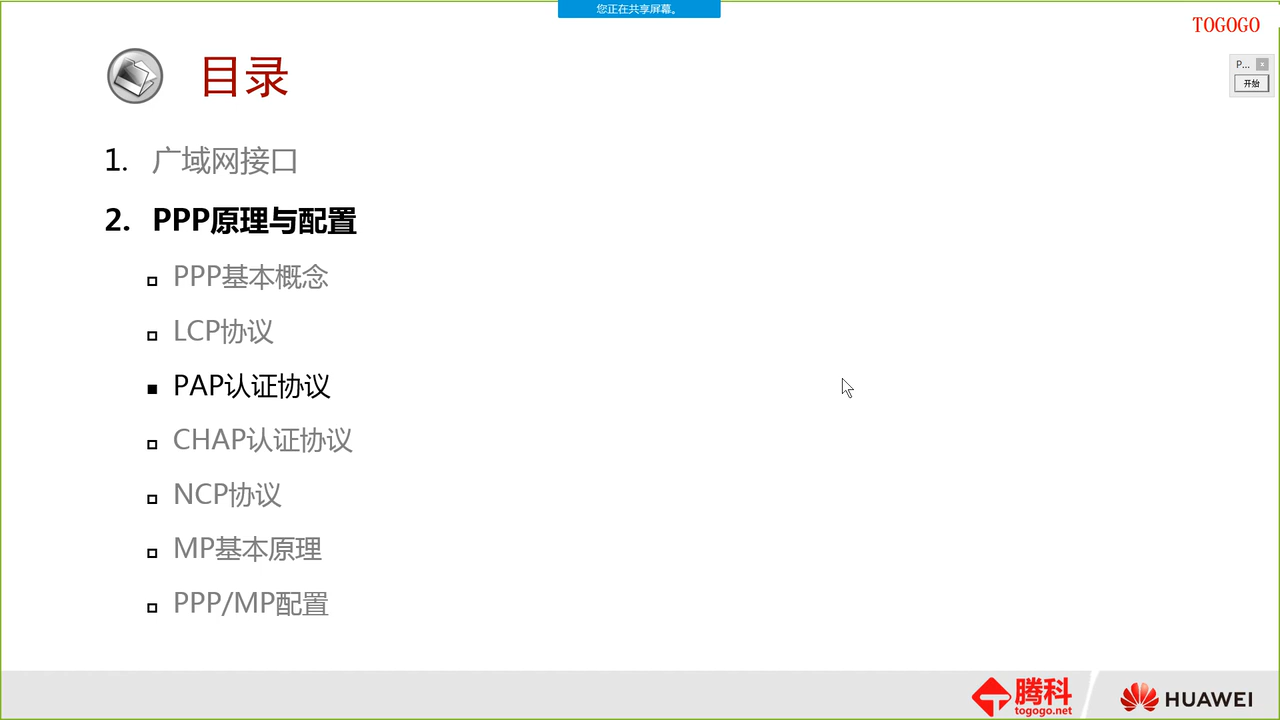 您正在共享屏幕。
TOGOGO
P... x
开始
目录
1. 广域网接口
2. PPP原理与配置
PPP基本概念
LCP协议
PAP认证协议
CHAP认证协议
NCP协议
MP基本原理
PPP/MP配置
腾科
togogo.net
HUAWEI